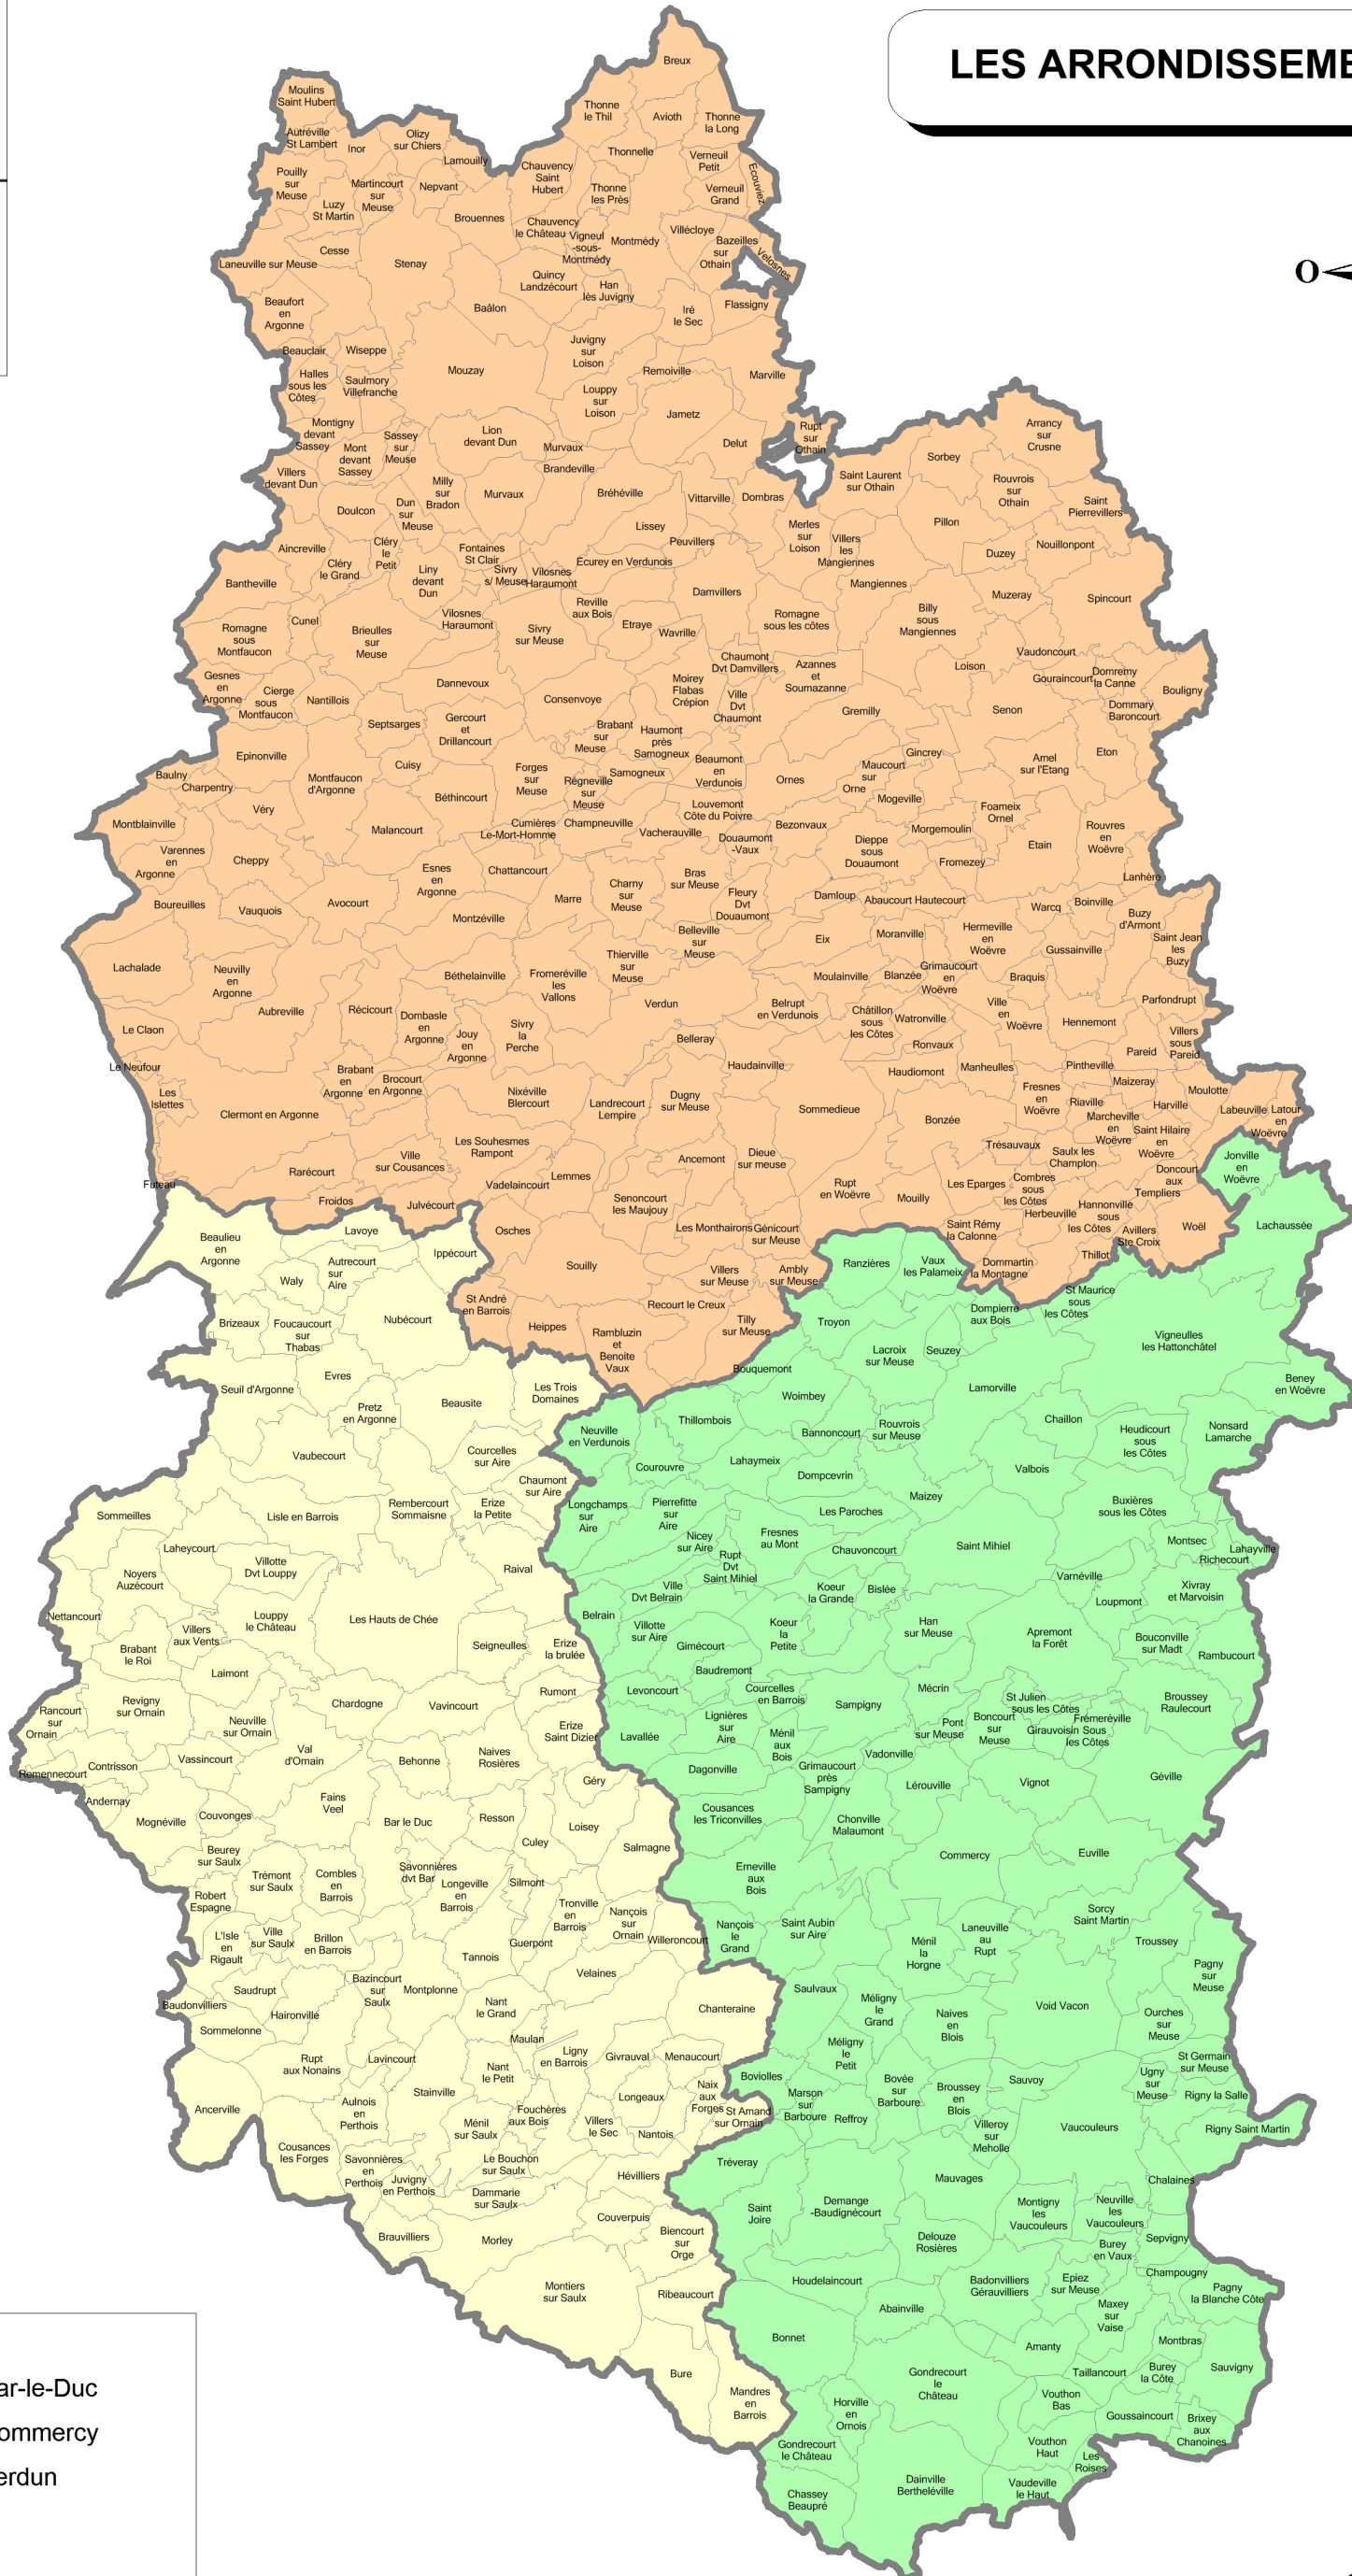 LES ARRONDISSEME
O
Breux
Moulins
Saint Hubert
Thonne
le Thil
Avioth
Thonne
la Long
Autréville
St Lambert
Inor
Olizy
sur Chiers
Lamouilly
Thonnelle
Verneuil
Petit
Ecouviez
Pouilly
sur
Meuse
Martincourt
sur
Meuse
Nepvant
Chauvency
Saint
Hubert
Thonne
les Près
Verneuil
Grand
Luzy
St Martin
Brouennes
Chauvency
le Château
Vigneul
-sous-
Montmédy
Montmédy
Villécloye
Bazeilles
sur
Othain
Velosnes
Cesse
Laneuville sur Meuse
Stenay
Quincy
Landzécourt
Han
lès Juvigny
Beaufort
en
Argonne
Baâlon
Iré
le Sec
Flassigny
Beauclair
Wiseppe
Juvigny
sur
Loison
Halles
sous les
Côtes
Saulmory
Villefranche
Mouzay
Remoiville
Marville
Louppy
sur
Loison
Jametz
Montigny
devant
Sassey
Mont
devant
Sassey
Sassey
sur
Meuse
Lion
devant Dun
Murvaux
Delut
Rupt
sur
Othain
Arrancy
sur
Crusne
Sorbey
Brandeville
Villers
devant Dun
Milly
sur
Bradon
Murvaux
Bréhéville
Vittarville
Dombras
Saint Laurent
sur Othain
Rouvrois
sur
Othain
Saint
Pierrevillers
Doulcon
Dun
sur
Meuse
Lissey
Peuvillers
Merles
sur
Loison
Villers
les
Mangiennes
Pillon
Nouillonpont
Duzey
Aincreville
Cléry
le Grand
Cléry
le
Petit
Fontaines
St Clair
Sivry
s/ Meuse
Vilosnes
Haraumont
Écurey en Verdunois
Bantheville
Liny
devant
Dun
Damvillers
Mangiennes
Muzeray
Spincourt
Reville
aux Bois
Etraye
Wavrille
Romagne
sous les côtes
Billy
sous
Mangiennes
Romagne
sous
Montfaucon
Cunel
Brieulles
sur
Meuse
Vilosnes
Haraumont
Sivry
sur Meuse
Chaumont
Dvt Damvillers
Azannes
et
Soumazanne
Loison
Vaudoncourt
Gouraincourt
Domremy
la Canne
Bouligny
Gesnes
en
Argonne
Cierge
sous
Montfaucon
Nantillois
Dannevoux
Consenvoye
Moirey
Flabas
Crépion
Ville
Dvt
Chaumont
Gremilly
Senon
Dommary
Baroncourt
Septsarges
Gercourt
et
Drillancourt
Brabant
sur
Meuse
Haumont
près
Samogneux
Epinonville
Cuisy
Gincrey
Amel
sur l'Etang
Eton
Baulny
Charpentry
Montfaucon
d'Argonne
Forges
sur
Meuse
Régneville
sur
Meuse
Samogneux
Beaumont
en
Verdunois
Ornes
Maucourt
sur
Orne
Mogeville
Véry
Béthincourt
Louvemont
Côte du Poivre
Foameix
Ornel
Montblainville
Malancourt
Cumières
Le-Mort-Homme
Champneuville
Vacherauville
Douaumont
-Vaux
Bezonvaux
Morgemoulin
Rouvres
en
Woëvre
Varennes
en
Argonne
Cheppy
Esnes
en
Argonne
Chattancourt
Dieppe
sous
Douaumont
Fromezey
Etain
Lanhère
Boureuilles
Vauquois
Avocourt
Montzéville
Marre
Charny
sur
Meuse
Bras
sur Meuse
Fleury
Dvt
Douaumont
Damloup
Abaucourt Hautecourt
Warcq
Boinville
Buzy
d'Armont
Lachalade
Neuvilly
en
Argonne
Belleville
sur
Meuse
Eix
Moranville
Hermeville
en
Woëvre
Gussainville
Saint Jean
les
Buzy
Béthelainville
Fromeréville
les
Vallons
Thierville
sur
Meuse
Moulainville
Blanzée
Grimaucourt
en
Woëvre
Braquis
Aubreville
Récicourt
Dombasle
en
Argonne
Verdun
Belrupt
en Verdunois
Châtillon
sous
les Côtes
Watronville
Ville
en
Woëvre
Hennemont
Parfondrupt
Le Claon
Jouy
en
Argonne
Sivry
la
Perche
Belleray
Ronvaux
Villers
sous
Pareid
Pareid
Le Neufour
Brabant
en
Argonne
Brocourt
en Argonne
Haudainville
Haudiomont
Manheulles
Pintheville
Maizeray
Moulotte
Les
Islettes
Clermont en Argonne
Nixéville
Blercourt
Landrecourt
Lempire
Dugny
sur Meuse
Sommedieue
Fresnes
en
Woëvre
Riaville
Harville
Labeuville
Latour
en
Woëvre
Bonzée
Marcheville
en
Woëvre
Saint Hilaire
en
Woëvre
Les Souhesmes
Rampont
Trésauvaux
Saulx les
Champlon
Jonville
en
Woëvre
Rarécourt
Ville
sur Cousances
Ancemont
Dieue
sur meuse
Futeau
Froidos
Julvécourt
Vadelaincourt
Lemmes
Senoncourt
les Maujouy
Rupt
en Woëvre
Mouilly
Les Eparges
Combres
sous
les Côtes
Herbeuville
Doncourt
aux
Templiers
Hannonville
sous
les Côtes
Lavoye
Osches
Les Monthairons
Génicourt
sur Meuse
Saint Rémy
la Calonne
Avillers
Ste Croix
Woël
Lachaussée
Beaulieu
en
Argonne
Ippécourt
Thillot
Waly
Autrecourt
sur
Aire
Souilly
Villers
sur Meuse
Ambly
sur Meuse
Ranzières
Vaux
les Palameix
Dommartin
la Montagne
St Maurice
sous
les Côtes
Brizeaux
Foucaucourt
sur
Thabas
Nubécourt
St André
en Barrois
Heippes
Recourt le Creux
Tilly
sur Meuse
Troyon
Dompierre
aux Bois
Vigneulles
les Hattonchâtel
Rambluzin
et
Benoite
Vaux
Lacroix
sur Meuse
Seuzey
Evres
Bouquemont
Seuil d'Argonne
Beausite
Les Trois
Domaines
Woimbey
Lamorville
Beney
en Woëvre
Pretz
en Argonne
Thillombois
Neuville
en Verdunois
Bannoncourt
Rouvrois
sur Meuse
Chaillon
Heudicourt
sous
les Côtes
Nonsard
Lamarche
Vaubecourt
Courcelles
sur Aire
Courouvre
Lahaymeix
Dompcevrin
Valbois
Chaumont
sur Aire
Sommeilles
Lisle en Barrois
Rembercourt
Sommaisne
Erize
la Petite
Longchamps
sur
Aire
Pierrefitte
sur
Aire
Les Paroches
Maizey
Buxières
sous les Côtes
Nicey
sur Aire
Fresnes
au Mont
Laheycourt
Villotte
Dvt Louppy
Raival
Rupt
Dvt
Saint Mihiel
Chauvoncourt
Saint Mihiel
Montsec
Lahayville
Richecourt
Noyers
Auzécourt
Ville
Dvt Belrain
Koeur
la Grande
Bislée
Varnéville
Xivray
et Marvoisin
Nettancourt
Louppy
le Château
Les Hauts de Chée
Belrain
Villotte
sur Aire
Koeur
la
Petite
Han
sur Meuse
Loupmont
Villers
aux Vents
Brabant
le Roi
Seigneulles
Erize
la brulée
Gimécourt
Apremont
la Forêt
Bouconville
sur Madt
Rambucourt
Laimont
Baudremont
Revigny
sur Ornain
Chardogne
Vavincourt
Rumont
Levoncourt
Courcelles
en Barrois
Sampigny
Mécrin
St Julien
sous les Côtes
Broussey
Raulecourt
Rancourt
sur
Ornain
Neuville
sur Ornain
Erize
Saint Dizier
Lavallée
Lignières
sur
Aire
Ménil
aux
Bois
Pont
sur Meuse
Boncourt
sur
Meuse
Girauvoisin
Frémeréville
Sous
les Côtes
Remennecourt
Contrisson
Vassincourt
Val
d'Ornain
Behonne
Naives
Rosières
Dagonville
Vadonville
Grimaucourt
près
Sampigny
Lérouville
Vignot
Géville
Andernay
Mognéville
Couvonges
Fains
Veel
Bar le Duc
Resson
Géry
Loisey
Cousances
les Triconvilles
Chonville
Malaumont
Beurey
sur Saulx
Culey
Salmagne
Commercy
Euville
Trémont
sur Saulx
Combles
en
Barrois
Savonnières
dvt Bar
Longeville
en
Barrois
Silmont
Erneville
aux
Bois
Robert
Espagne
Tronville
en
Barrois
Nançois
sur
Ornain
Willeroncourt
Nançois
le
Grand
Saint Aubin
sur Aire
Sorcy
Saint Martin
L'Isle
en
Rigault
Ville
sur Saulx
Brillon
en Barrois
Guerpont
Tannois
Ménil
la
Horgne
Laneuville
au
Rupt
Troussey
Velaines
Pagny
sur
Meuse
Saudrupt
Bazincourt
sur
Saulx
Montplonne
Saulvaux
Baudonvilliers
Haironville
Nant
le Grand
Chanteraine
Méligny
le
Grand
Naives
en
Blois
Void Vacon
Ourches
sur
Meuse
Sommelonne
Maulan
Rupt
aux Nonains
Lavincourt
Nant
le Petit
Ligny
en Barrois
Givrauval
Menaucourt
Méligny
le
Petit
St Germain
sur Meuse
Boviolles
Stainville
Longeaux
Naix
aux
Forges
Marson
sur
Barboure
Bovée
sur
Barboure
Broussey
en
Blois
Sauvoy
Ugny
sur
Meuse
Rigny la Salle
Ancerville
Aulnois
en
Perthois
Ménil
sur Saulx
Fouchères
aux Bois
Villers
le Sec
Nantois
St Amand
sur Ornain
Reffroy
Villeroy
sur
Meholle
Vaucouleurs
Rigny Saint Martin
Cousances
les Forges
Savonnières
en
Perthois
Juvigny
en Perthois
Le Bouchon
sur Saulx
Hévilliers
Tréveray
Mauvages
Chalaines
Dammarie
sur Saulx
Couverpuis
Saint
Joire
Demange
-Baudignécourt
Montigny
les
Vaucouleurs
Neuville
les
Vaucouleurs
Brauvilliers
Morley
Biencourt
sur
Orge
Delouze
Rosières
Burey
en Vaux
Sepvigny
Montiers
sur Saulx
Ribeaucourt
Houdelaincourt
Badonvilliers
Gérauvilliers
Epiez
sur Meuse
Champougny
Pagny
la Blanche Côte
Abainville
Maxey
sur
Vaise
Bonnet
Amanty
Montbras
Bure
Gondrecourt
le
Château
Taillancourt
Burey
la Côte
Sauvigny
Mandres
en
Barrois
Horville
en
Ornois
Vouthon
Bas
Goussaincourt
Brixey
aux
Chanoines
Gondrecourt
le Château
Vouthon
Haut
Les
Roises
Chassey
Beaupré
Dainville
Bertheléville
Vaudeville
le Haut
ar-le-Duc
ommercy
erdun